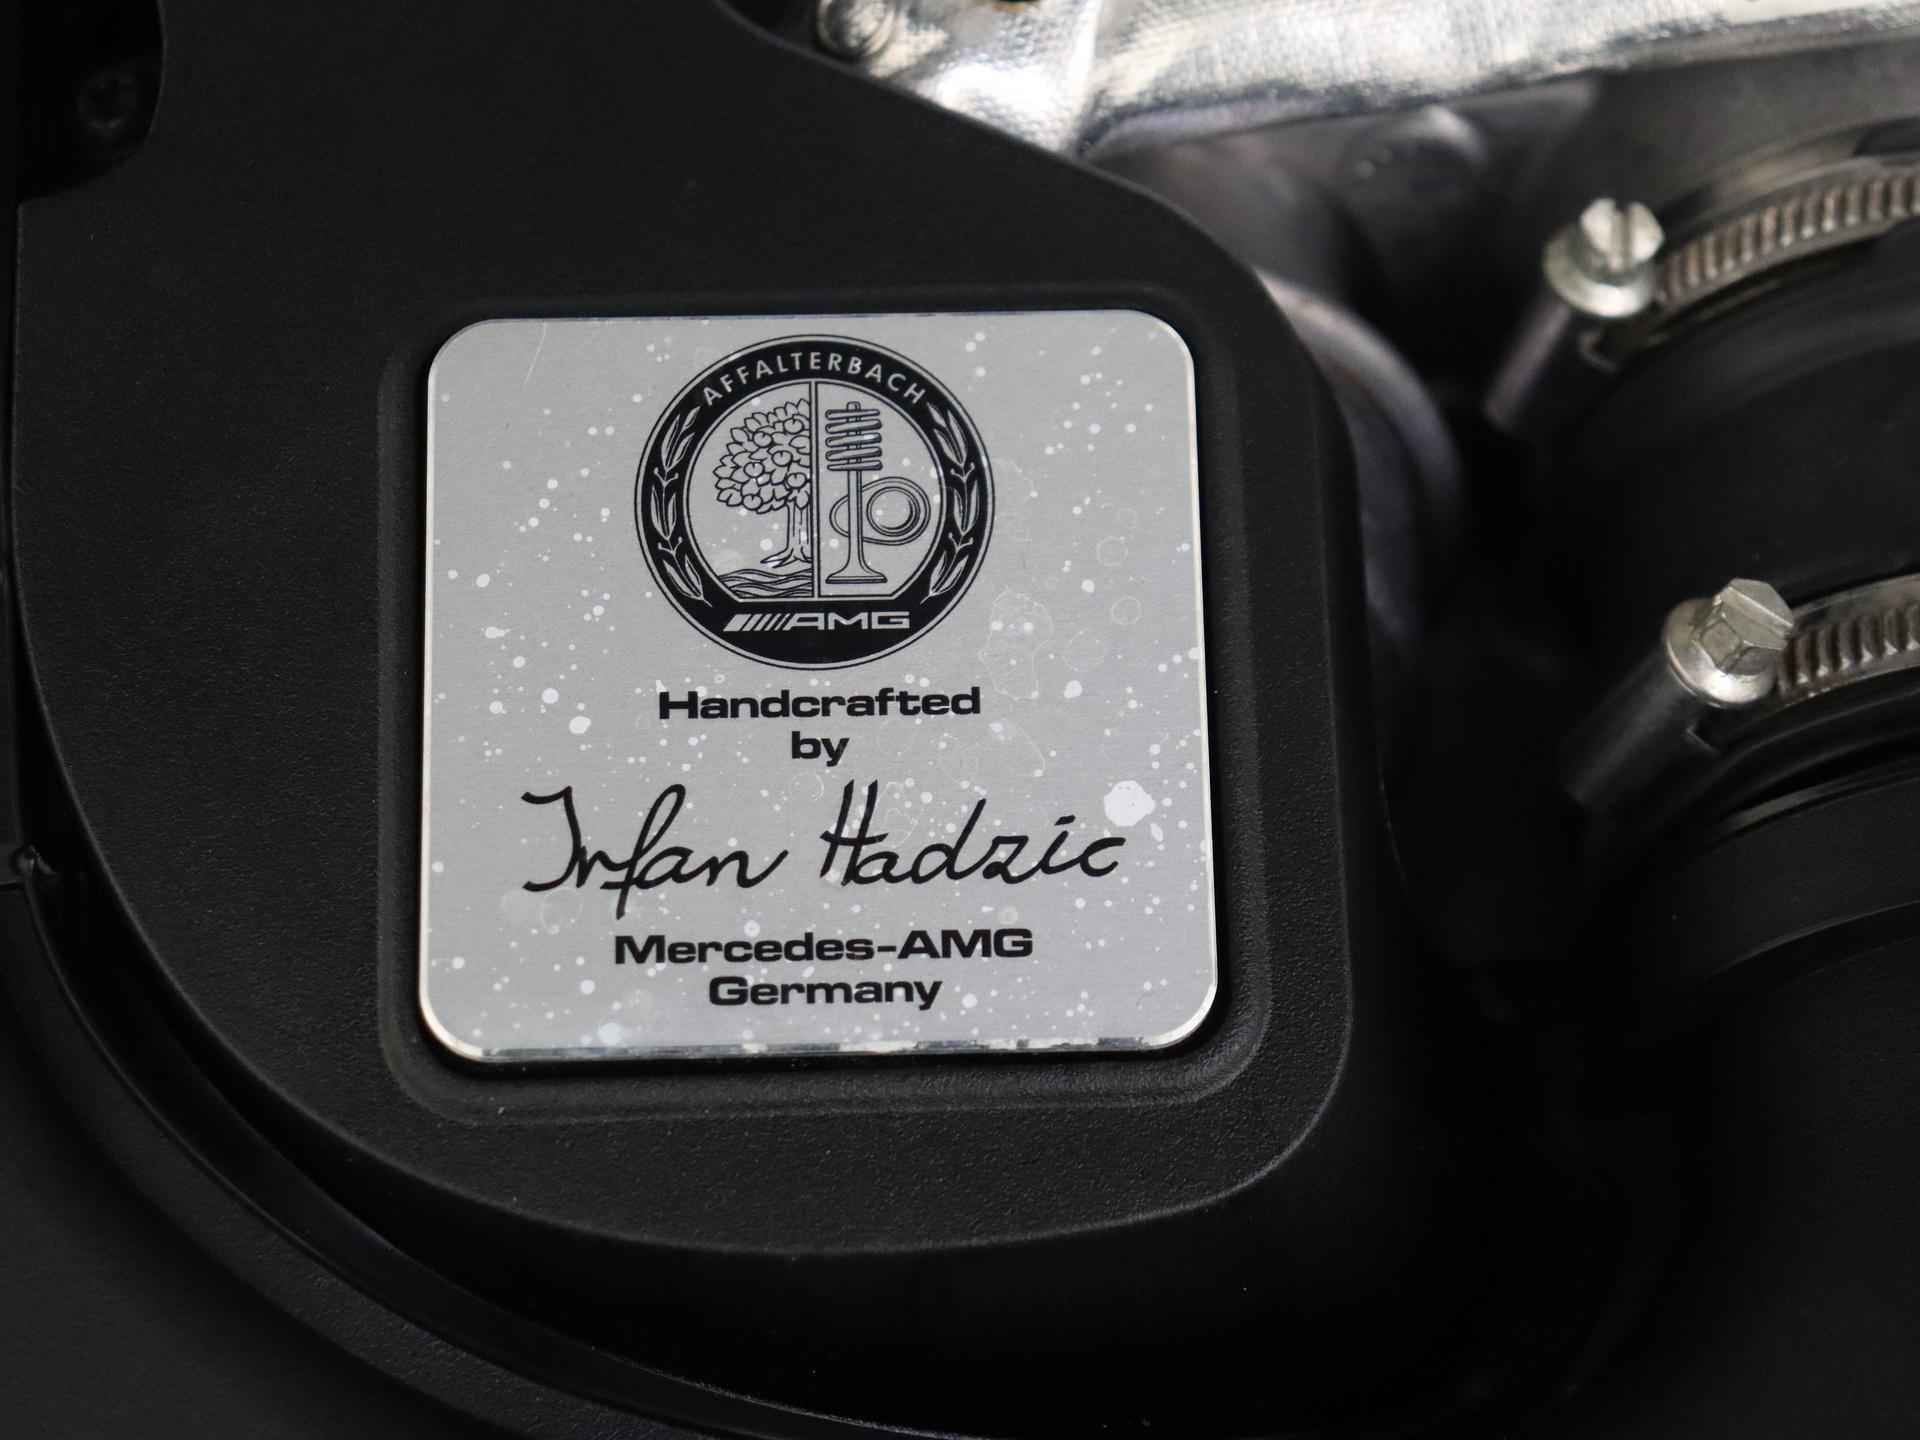 AFFALTERBACH
AMG
Handcrafted
by
Irfan Hadzic
Mercedes-AMG
Germany